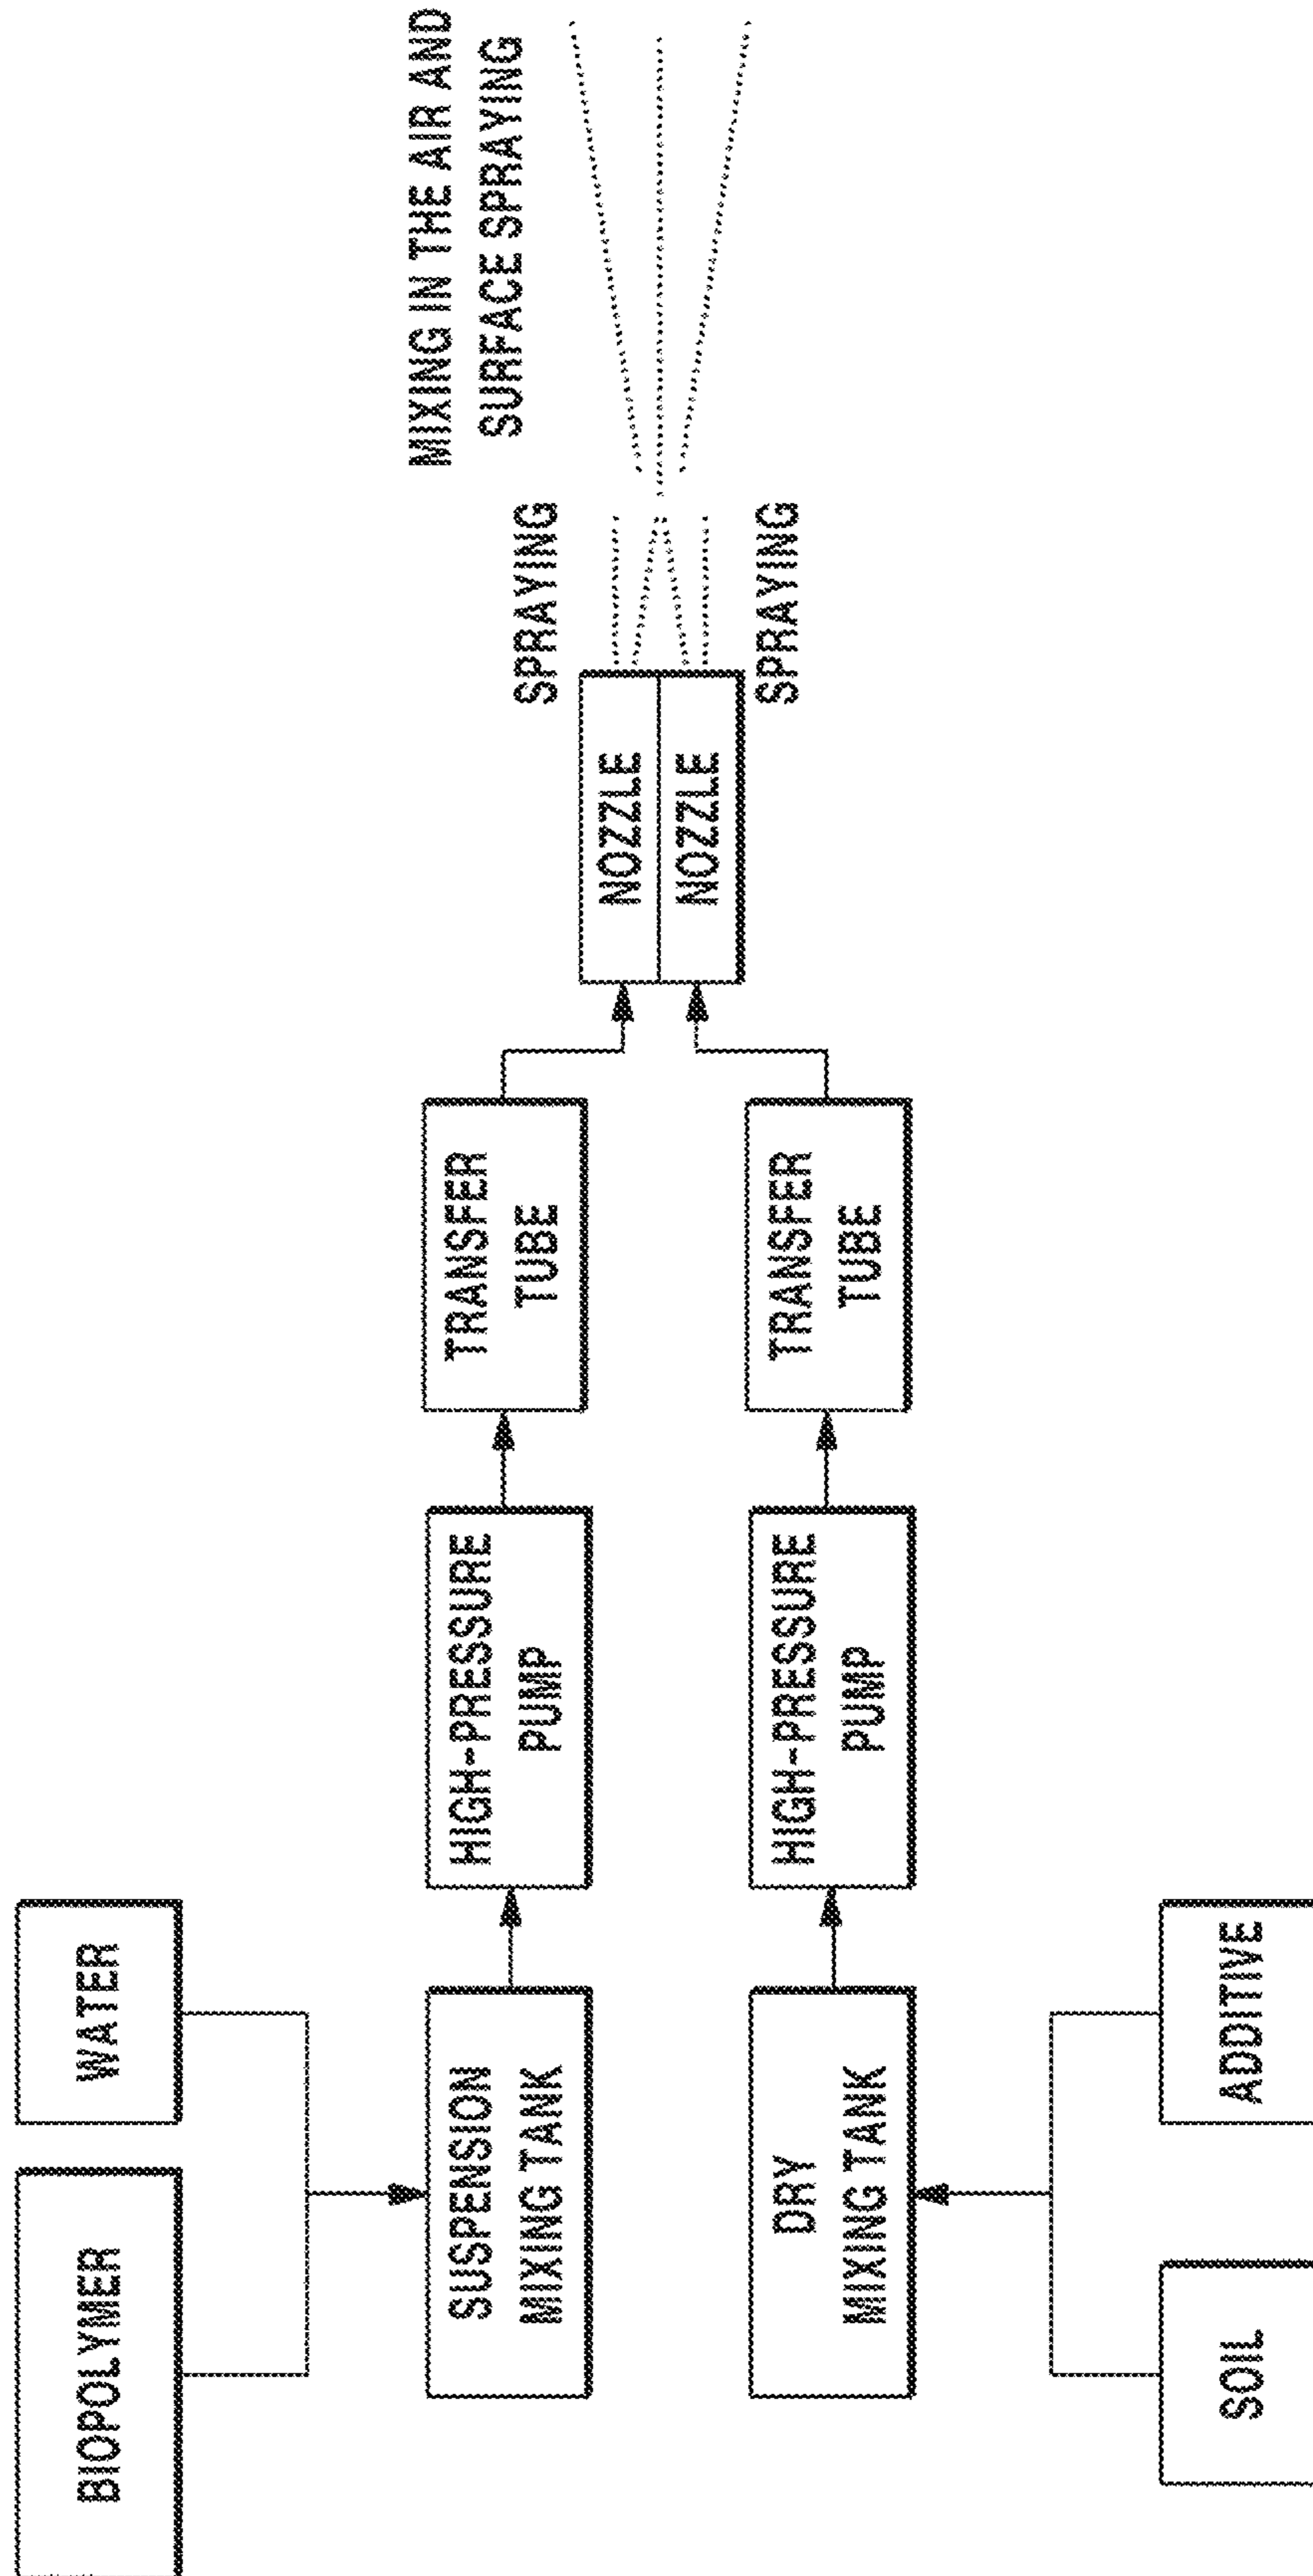 BIOPOLYMER
WATER
SUSPENSION
MIXING TANK
HIGH-PRESSURE
PUMP
TRANSFER
TUBE
NOZZLE
SPRAYING
MIXING IN THE AIR AND
SURFACE SPRAYING
DRY
MIXING TANK
HIGH-PRESSURE
PUMP
TRANSFER
TUBE
NOZZLE
SPRAYING
SOIL
ADDITIVE